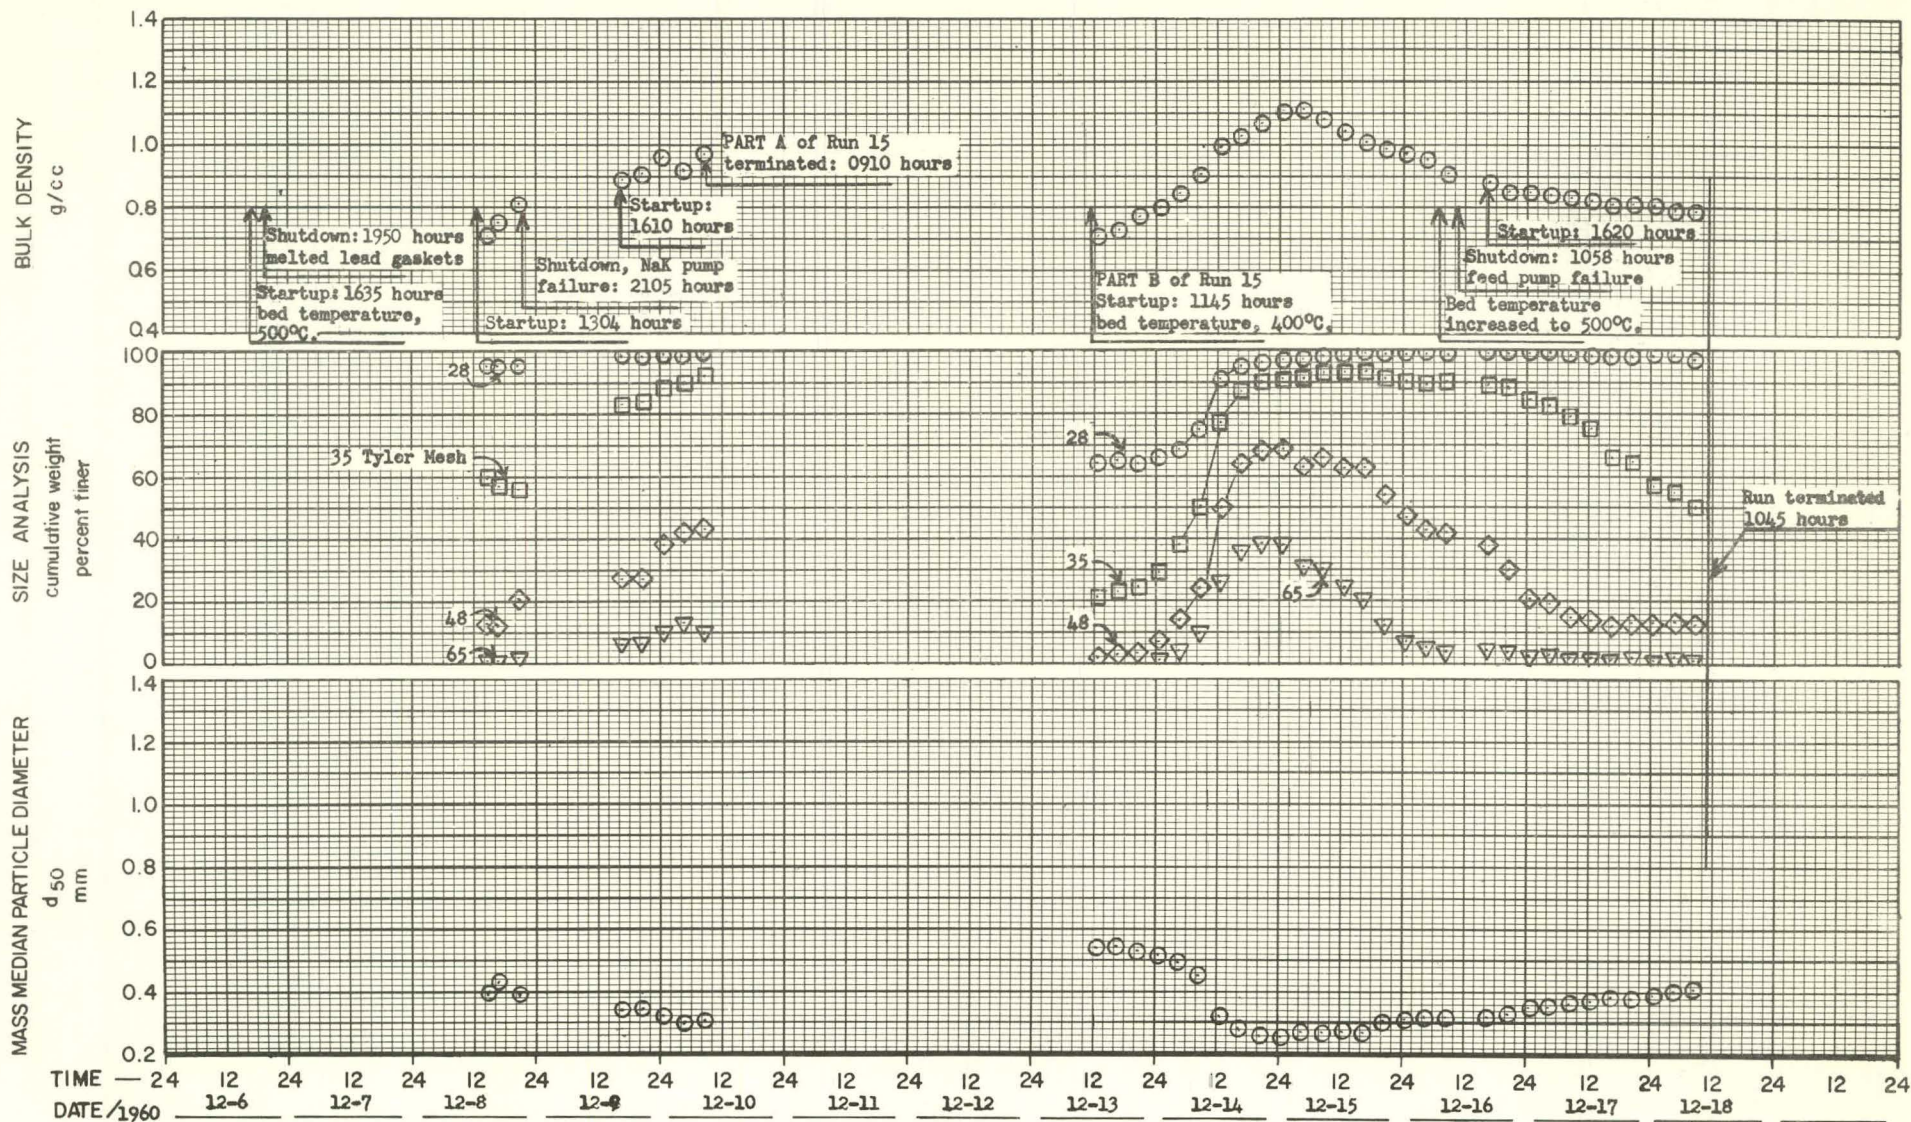 BULK DENSITY
g/cc
1.4
1.2
1.0
0.8
0.6
0.4
Shutdown: 1950 hours
melted lead gaskets
Startup: 1635 hours
bed temperature,
500°C.
Startup: 1304 hours
Shutdown, NaK pump
failure: 2105 hours
Startup:
1610 hours
PART A of Run 15
terminated: 0910 hours
PART B of Run 15
Startup: 1145 hours
bed temperature, 400°C.
Startup: 1620 hours
Shutdown: 1058 hours
feed pump failure
Bed temperature
increased to 500°C.
SIZE ANALYSIS
cumulative weight
percent finer
100
80
60
40
20
0
28
35 Tyler Mesh
48
65
28
35
48
65
Run terminated
1045 hours
MASS MEDIAN PARTICLE DIAMETER
d 50
mm
1.4
1.2
1.0
0.8
0.6
0.4
0.2
TIME — 24 12 24 12 24 12 24 12 24 12 24 12 24 12 24 12 24 12 24 12 24 12 24 12 24 12 24 12 24
DATE/1960 12-6 12-7 12-8 12-9 12-10 12-11 12-12 12-13 12-14 12-15 12-16 12-17 12-18